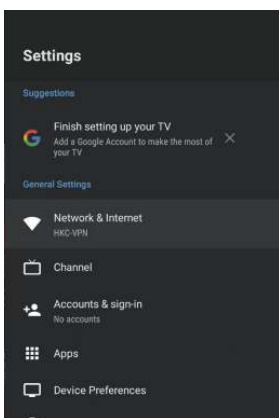 Settings
Suggestions
Finish setting up your TV
Add a Google Account to make the most of
your TV
General Settings
Network & Internet
HKC-VPN
Channel
Accounts & sign-in
No accounts
Apps
Device Preferences